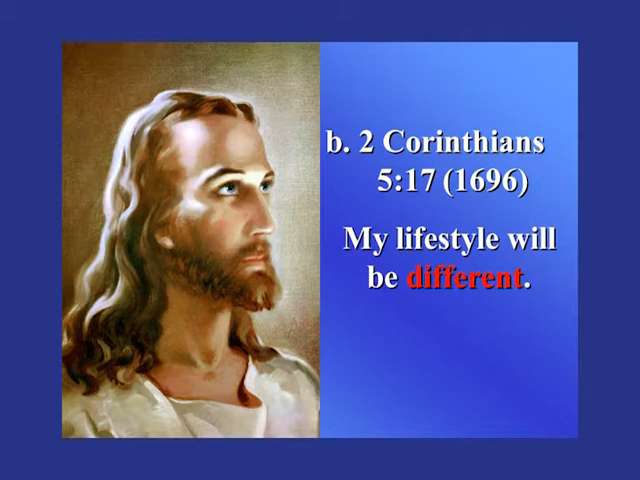 b. 2 Corinthians
5:17 (1696)
My lifestyle will
be different.